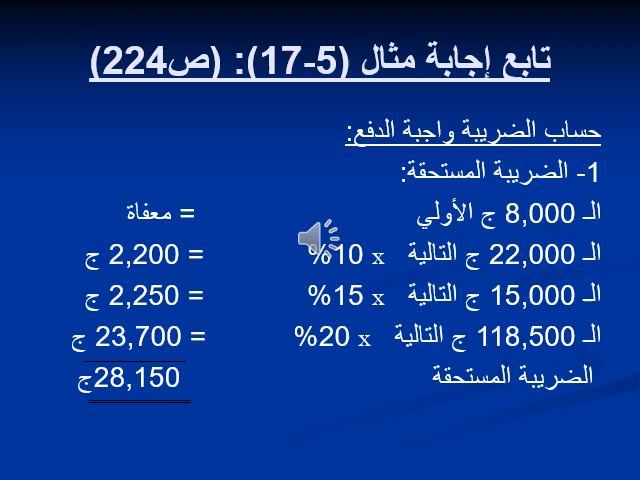 تابع إجابة مثال (5-17): (ص224)
حساب الضريبة واجبة الدفع:
1- الضريبة المستحقة:
الـ 8,000 ج الأولي = معفاة
الـ 22,000 ج التالية x 10% = 2,200 ج
الـ 15,000 ج التالية x 15% = 2,250 ج
الـ 118,500 ج التالية x 20% = 23,700 ج
الضريبة المستحقة 28,150ج